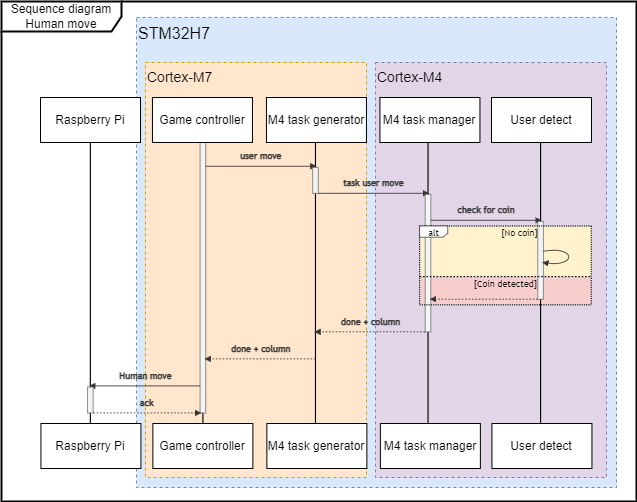 Sequence diagram
Human move
STM32H7
Cortex-M7
Cortex-M4
Raspberry Pi
Game controller
M4 task generator
M4 task manager
User detect
user move
task user move
check for coin
alt
[No coin]
[Coin detected]
done + column
done + column
Human move
ack
Raspberry Pi
Game controller
M4 task generator
M4 task manager
User detect